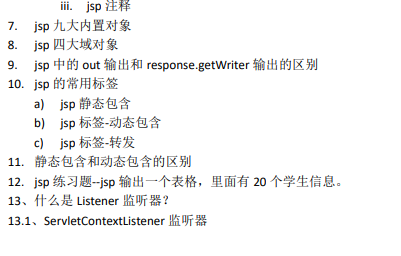 iii. jsp 注释
7. jsp 九大内置对象
8. jsp 四大域对象
9. jsp 中的 out 输出和 response.getWriter 输出的区别
10. jsp 的常用标签
a) jsp 静态包含
b) jsp 标签-动态包含
c) jsp 标签-转发
11. 静态包含和动态包含的区别
12. jsp 练习题--jsp 输出一个表格，里面有 20 个学生信息。
13、什么是 Listener 监听器？
13.1、ServletContextListener 监听器